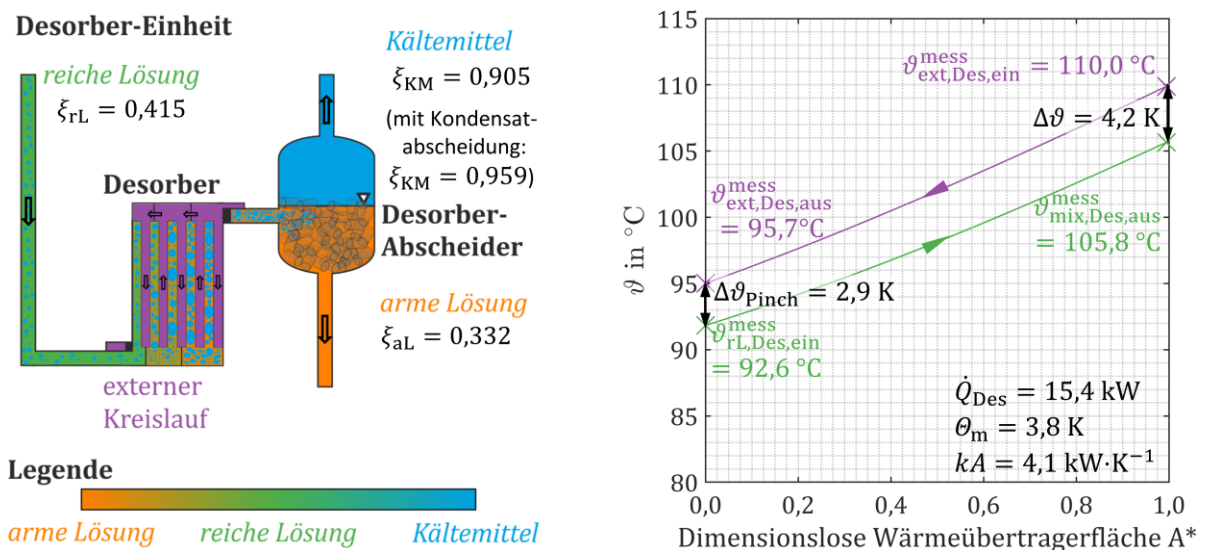 Desorber-Einheit
reiche Lösung
ξrL = 0,415
Kältemittel
ξKM = 0,905
(mit Kondensat-
abscheidung:
ξKM = 0,959)
Desorber
Desorber-
Abscheider
arme Lösung
ξaL = 0,332
externer
Kreislauf
Legende
arme Lösung
reiche Lösung
Kältemittel
115
110
105
100
95
90
85
80
ϑ in °C
ϑ^mess_ext,Des,ein = 110,0 °C
Δϑ = 4,2 K
ϑ^mess_ext,Des,aus
= 95,7°C
ϑ^mess_mix,Des,aus
= 105,8 °C
ΔϑPinch = 2,9 K
ϑ^mess_rL,Des,ein
= 92,6 °C
Q̇Des = 15,4 kW
Θm = 3,8 K
kA = 4,1 kW·K⁻¹
0,0 0,2 0,4 0,6 0,8 1,0
Dimensionslose Wärmeübertragerfläche A*